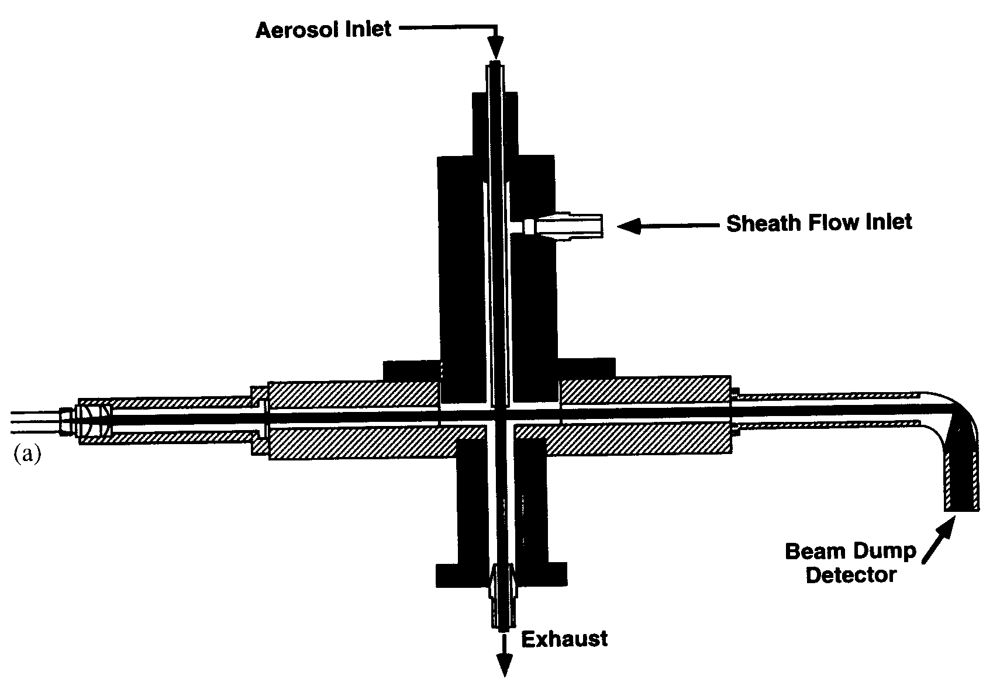 Aerosol Inlet
Sheath Flow Inlet
(a)
Beam Dump
Detector
Exhaust